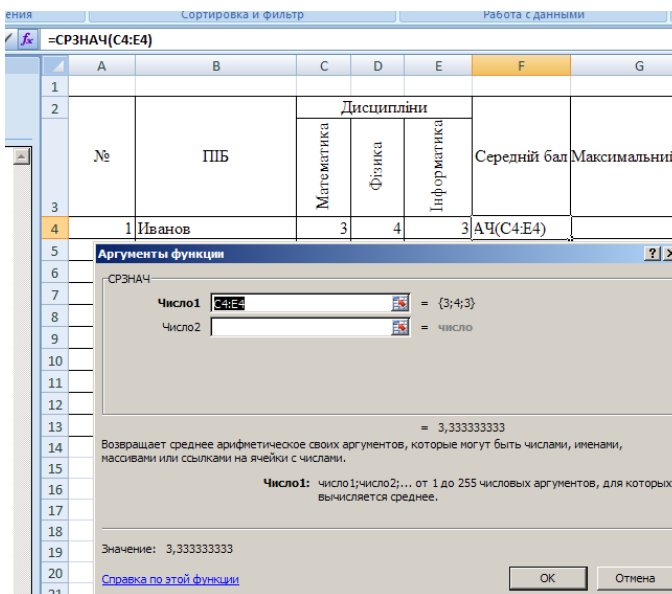 ения Сортировка и фильтр Работа с данными
fx =СРЗНАЧ(C4:E4)
A B C D E F G
1
2 Дисципліни
№ ПІБ Математика Фізика Інформатика Середній бал Максимальний
3
4 1 Иванов 3 4 3 АЧ(C4:E4)
5 Аргументы функции ?
6 СРЗНАЧ
7 Число1 C4:E4 = {3;4;3}
8 Число2 = число
9
10
11
12
13 = 3,333333333
14 Возвращает среднее арифметическое своих аргументов, которые могут быть числами, именами,
15 массивами или ссылками на ячейки с числами.
16 Число1: число1;число2;... от 1 до 255 числовых аргументов, для которых
17 вычисляется среднее.
18
19 Значение: 3,333333333
20 Справка по этой функции ОК Отмена
21